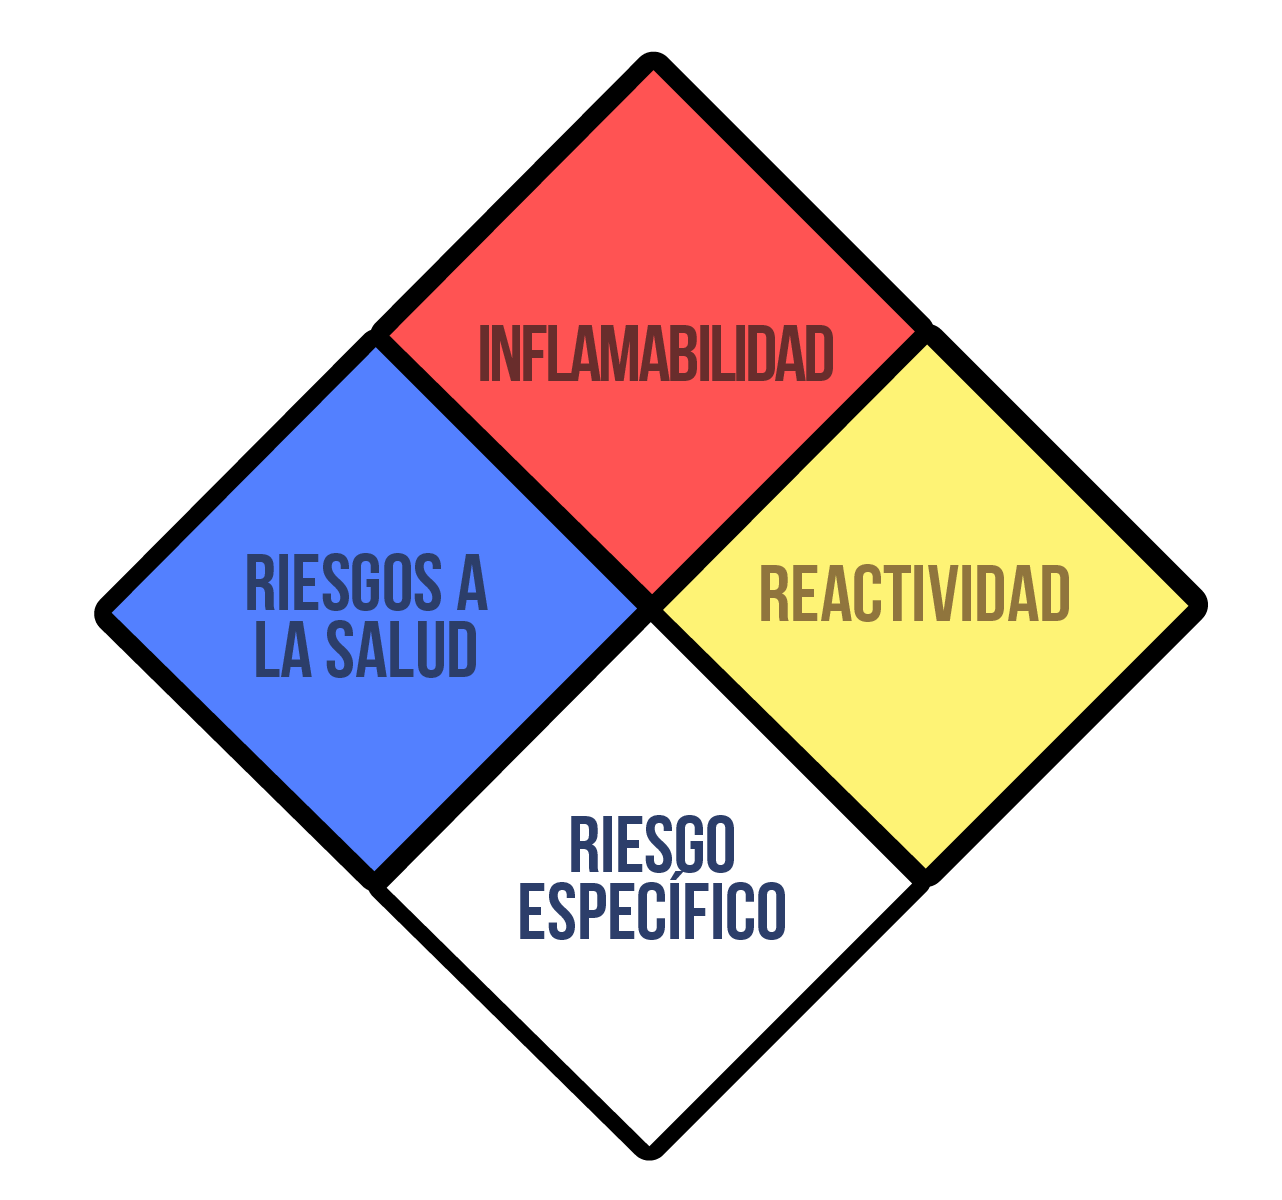 INFLAMABILIDAD
RIESGOS A
LA SALUD
REACTIVIDAD
RIESGO
ESPECÍFICO